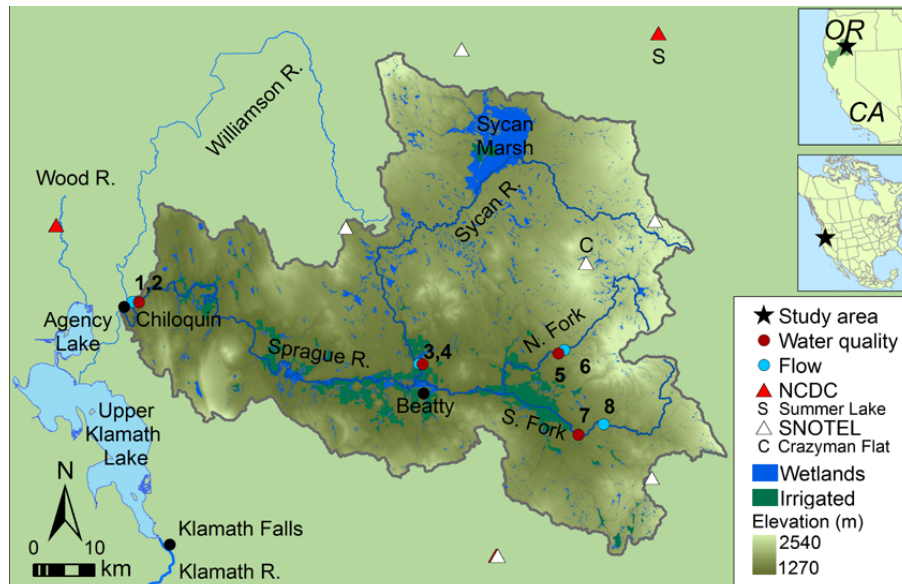 OR
CA
S
Williamson R.
Sycan
Marsh
Wood R.
Sycan R.
C
1,2
Chiloquin
Agency
Lake
Sprague R.
3,4
N. Fork
5
6
Beatty
S. Fork
7
8
Upper
Klamath
Lake
N
Klamath Falls
0 10
km
Klamath R.
Study area
Water quality
Flow
NCDC
S Summer Lake
SNOTEL
C Crazyman Flat
Wetlands
Irrigated
Elevation (m)
2540
1270